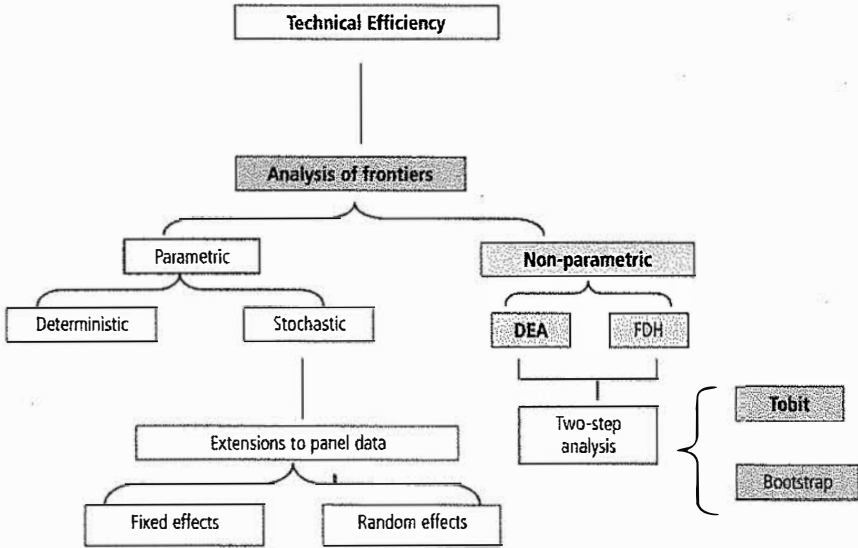 Technical Efficiency
Analysis of frontiers
Parametric
Non-parametric
Deterministic
Stochastic
DEA
FDH
Tobit
Two-step
analysis
Extensions to panel data
Bootstrap
Fixed effects
Random effects